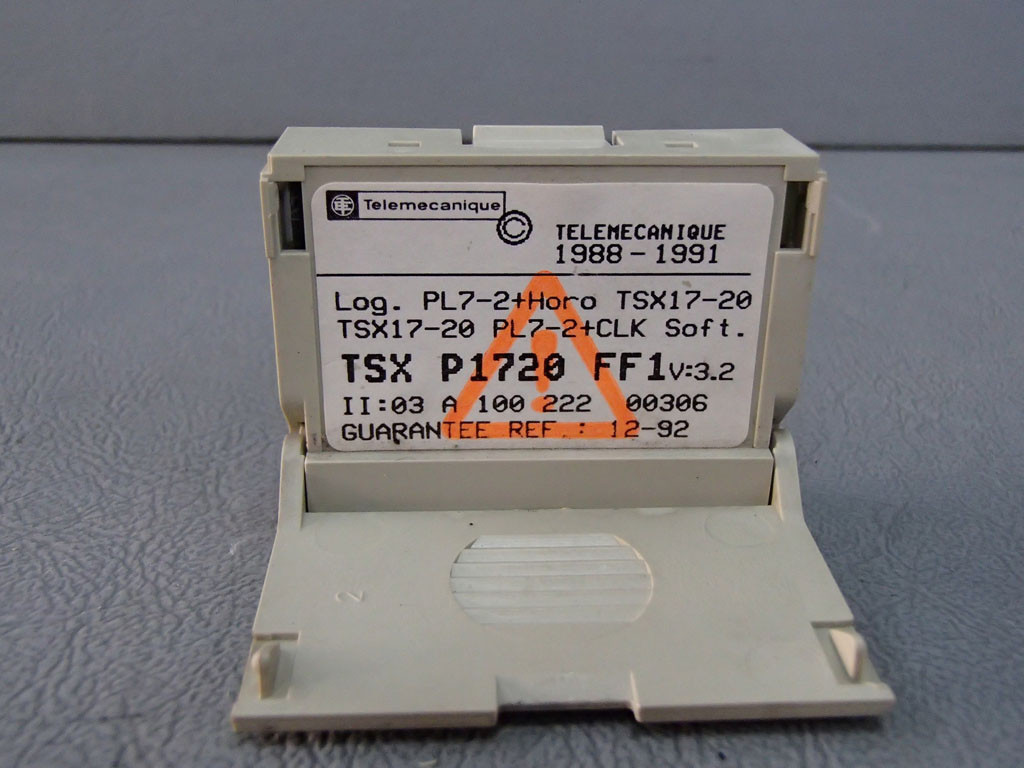 Telemecanique
©
TELEMECANIQUE
1988-1991
Log. PL7-2+Horo TSX17-20
TSX17-20 PL7-2+CLK Soft.
TSX P1720 FF1 V:3.2
II:03 A 100 222 00306
GUARANTEE REF.: 12-92
2